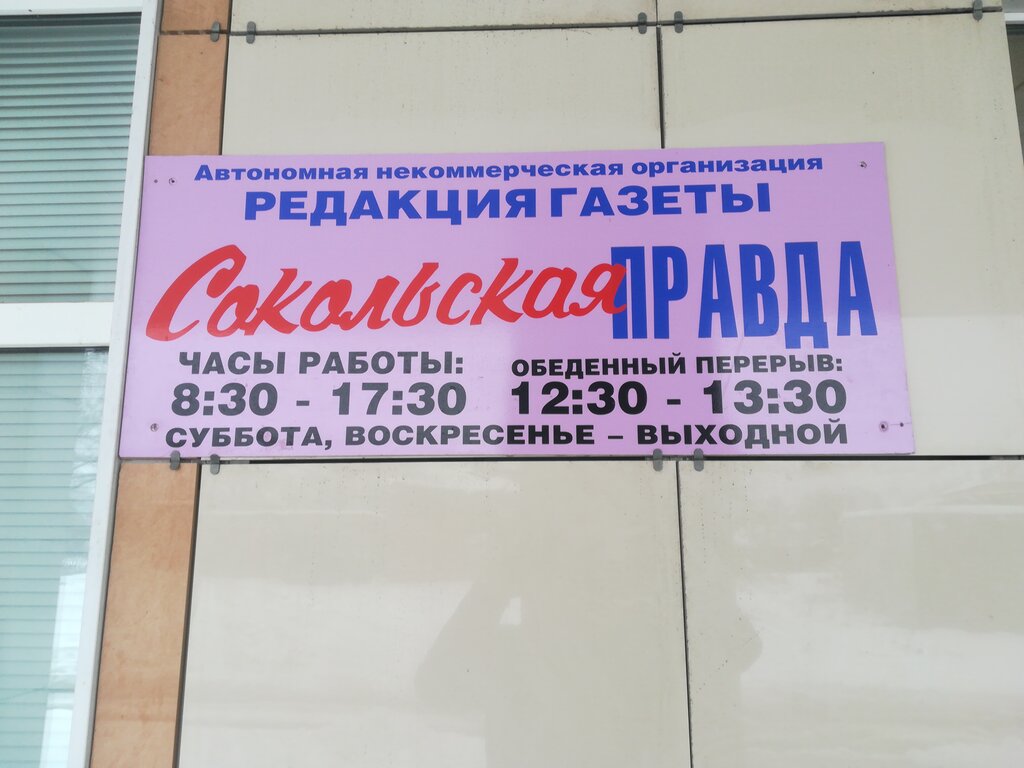 Автономная некоммерческая организация
РЕДАКЦИЯ ГАЗЕТЫ
Сокольская ПРАВДА
ЧАСЫ РАБОТЫ: ОБЕДЕННЫЙ ПЕРЕРЫВ:
8:30 - 17:30 12:30 - 13:30
СУББОТА, ВОСКРЕСЕНЬЕ – ВЫХОДНОЙ